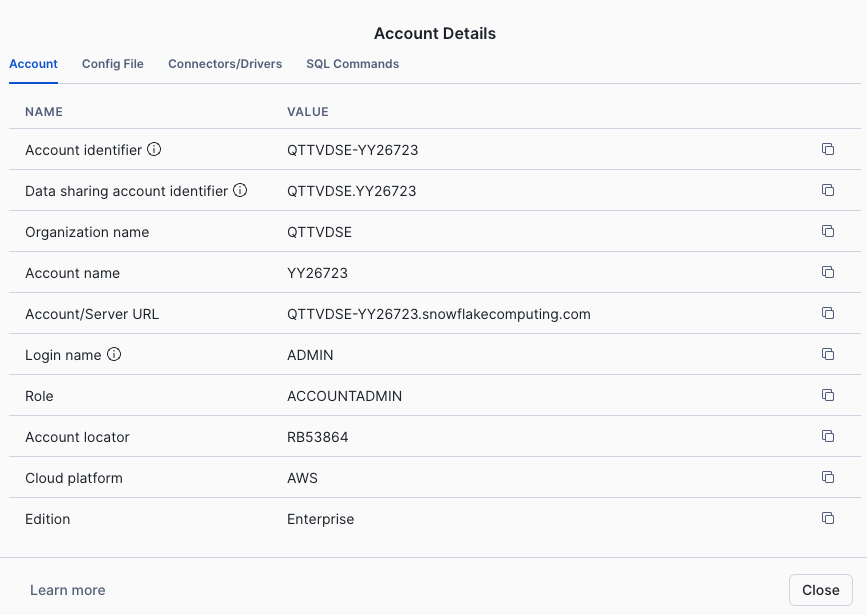 Account Details
Account Config File Connectors/Drivers SQL Commands
NAME VALUE
Account identifier QTTVDSE-YY26723
Data sharing account identifier QTTVDSE.YY26723
Organization name QTTVDSE
Account name YY26723
Account/Server URL QTTVDSE-YY26723.snowflakecomputing.com
Login name ADMIN
Role ACCOUNTADMIN
Account locator RB53864
Cloud platform AWS
Edition Enterprise
Learn more Close